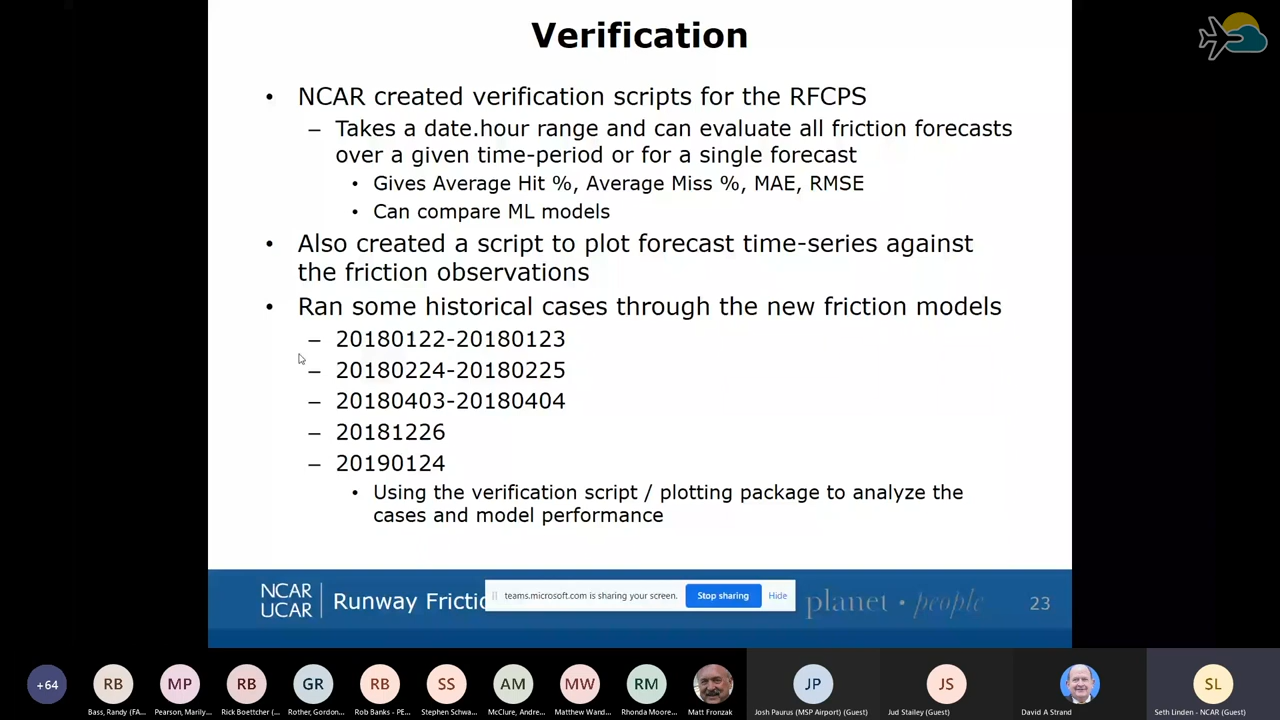 Verification
• NCAR created verification scripts for the RFCPS
– Takes a date.hour range and can evaluate all friction forecasts
over a given time-period or for a single forecast
• Gives Average Hit %, Average Miss %, MAE, RMSE
• Can compare ML models
• Also created a script to plot forecast time-series against
the friction observations
• Ran some historical cases through the new friction models
– 20180122-20180123
– 20180224-20180225
– 20180403-20180404
– 20181226
– 20190124
• Using the verification script / plotting package to analyze the
cases and model performance
NCAR
UCAR
Runway Frictio
teams.microsoft.com is sharing your screen.
Stop sharing
Hide
planet • people
23
+64
RB
MP
RB
GR
RB
SS
AM
MW
RM
JP
JS
SL
Bass, Randy (FA...
Pearson, Marily...
Rick Boettcher (...
Rother, Gordon...
Rob Banks - PE...
Stephen Schwa...
McClure, Andre...
Matthew Wand...
Rhonda Moore...
Matt Fronzak
Josh Paurus (MSP Airport) (Guest)
Jud Stailey (Guest)
David A Strand
Seth Linden - NCAR (Guest)